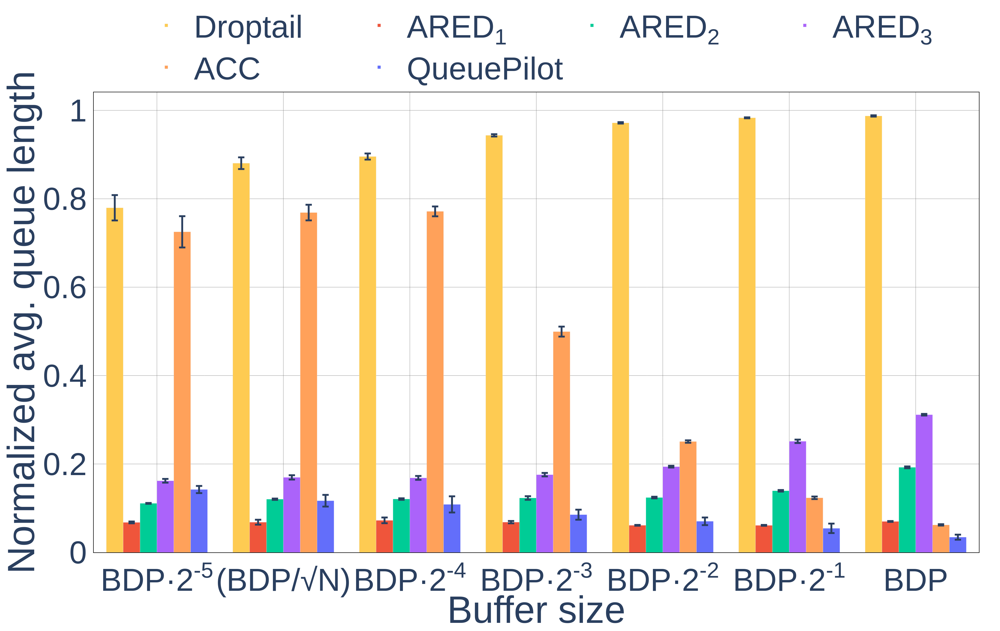 Droptail ARED1 ARED2 ARED3
ACC QueuePilot
Normalized avg. queue length
1
0.8
0.6
0.4
0.2
0
BDP·2-5 (BDP/√N) BDP·2-4 BDP·2-3 BDP·2-2 BDP·2-1 BDP
Buffer size